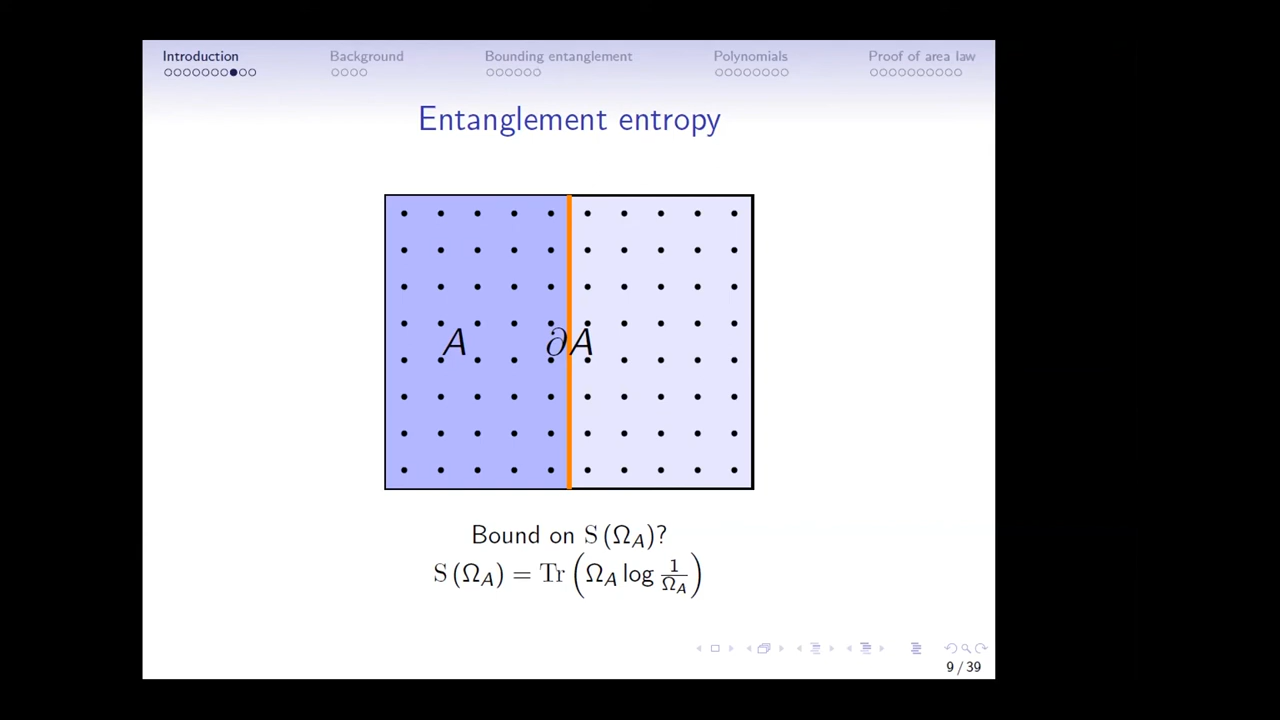 Introduction Background Bounding entanglement Polynomials Proof of area law
Entanglement entropy
A ∂A
Bound on S (Ω_A)?
S (Ω_A) = Tr (Ω_A log 1/Ω_A)
9 / 39